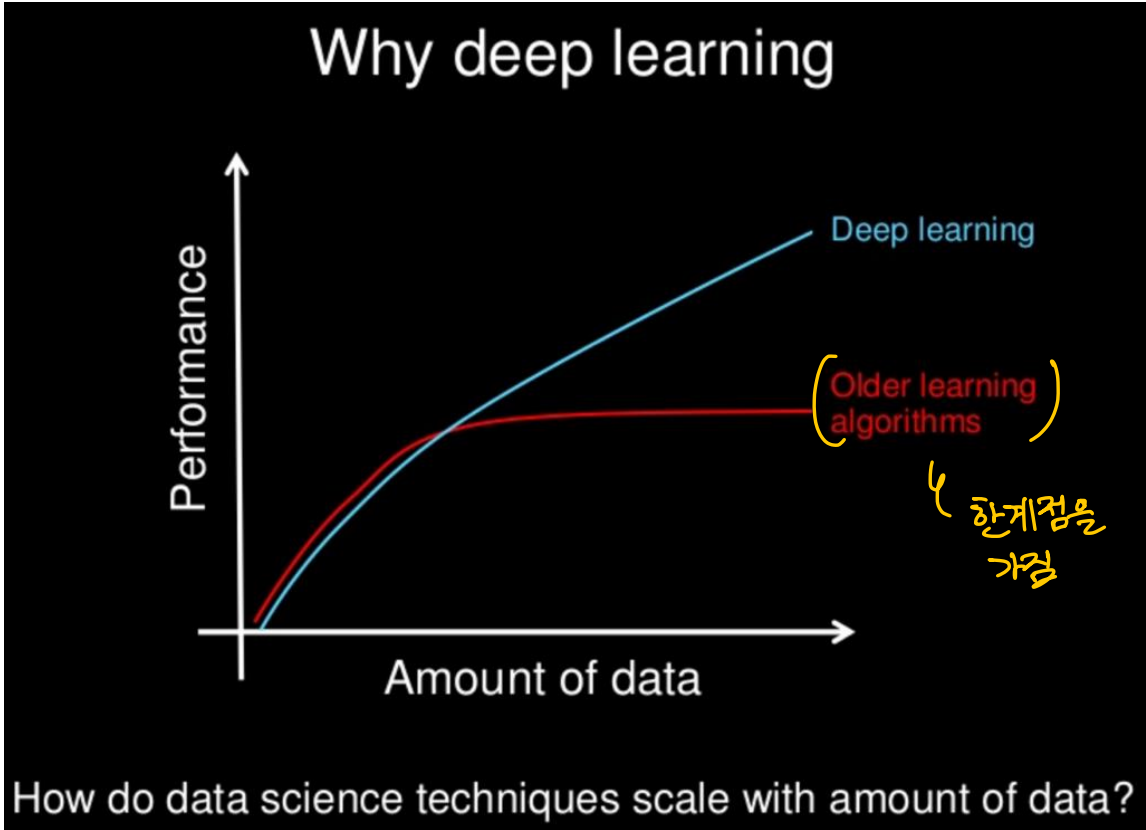 Why deep learning
Performance
Deep learning
Older learning
algorithms
한계점을
가짐
Amount of data
How do data science techniques scale with amount of data?